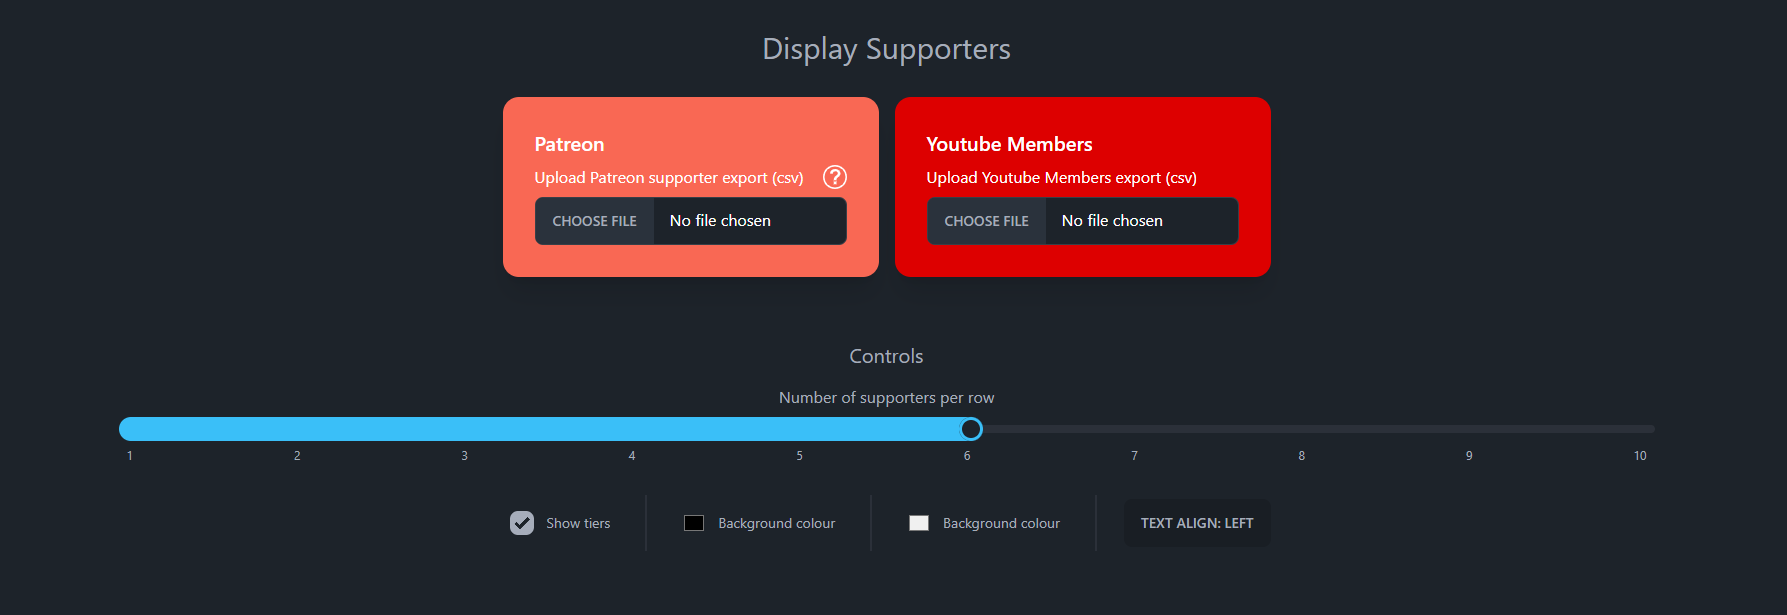 Display Supporters
Patreon
Upload Patreon supporter export (csv)
CHOOSE FILE No file chosen
Youtube Members
Upload Youtube Members export (csv)
CHOOSE FILE No file chosen
Controls
Number of supporters per row
1 2 3 4 5 6 7 8 9 10
Show tiers
Background colour
Background colour
TEXT ALIGN: LEFT